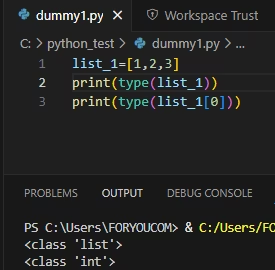 dummy1.py
Workspace Trust
C: > python_test > dummy1.py > ...
1 list_1=[1,2,3]
2 print(type(list_1))
3 print(type(list_1[0]))
PROBLEMS OUTPUT DEBUG CONSOLE
PS C:\Users\FORYOUCOM> & C:/Users/FO
<class 'list'>
<class 'int'>